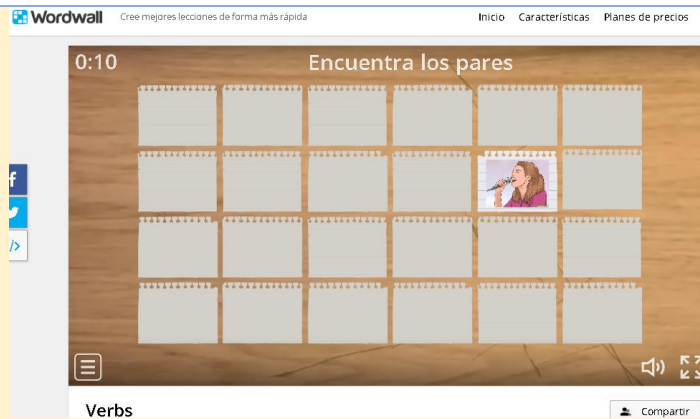 Wordwall Cree mejores lecciones de forma más rápida Inicio Características Planes de precios
0:10 Encuentra los pares
f
/>
Verbs Compartir